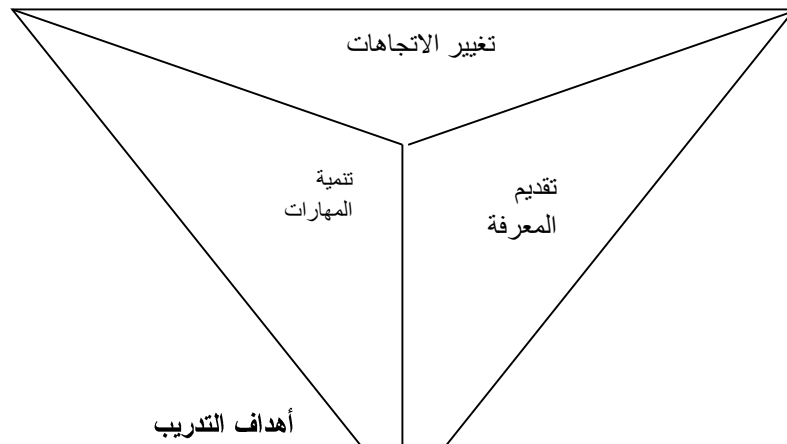 تغيير الاتجاهات
تقديم
المعرفة
تنمية
المهارات
أهداف التدريب